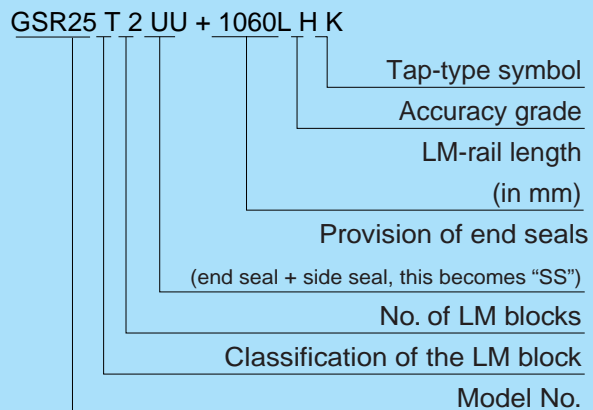 GSR25 T 2 UU + 1060L H K
Tap-type symbol
Accuracy grade
LM-rail length
(in mm)
Provision of end seals
(end seal + side seal, this becomes “SS”)
No. of LM blocks
Classification of the LM block
Model No.